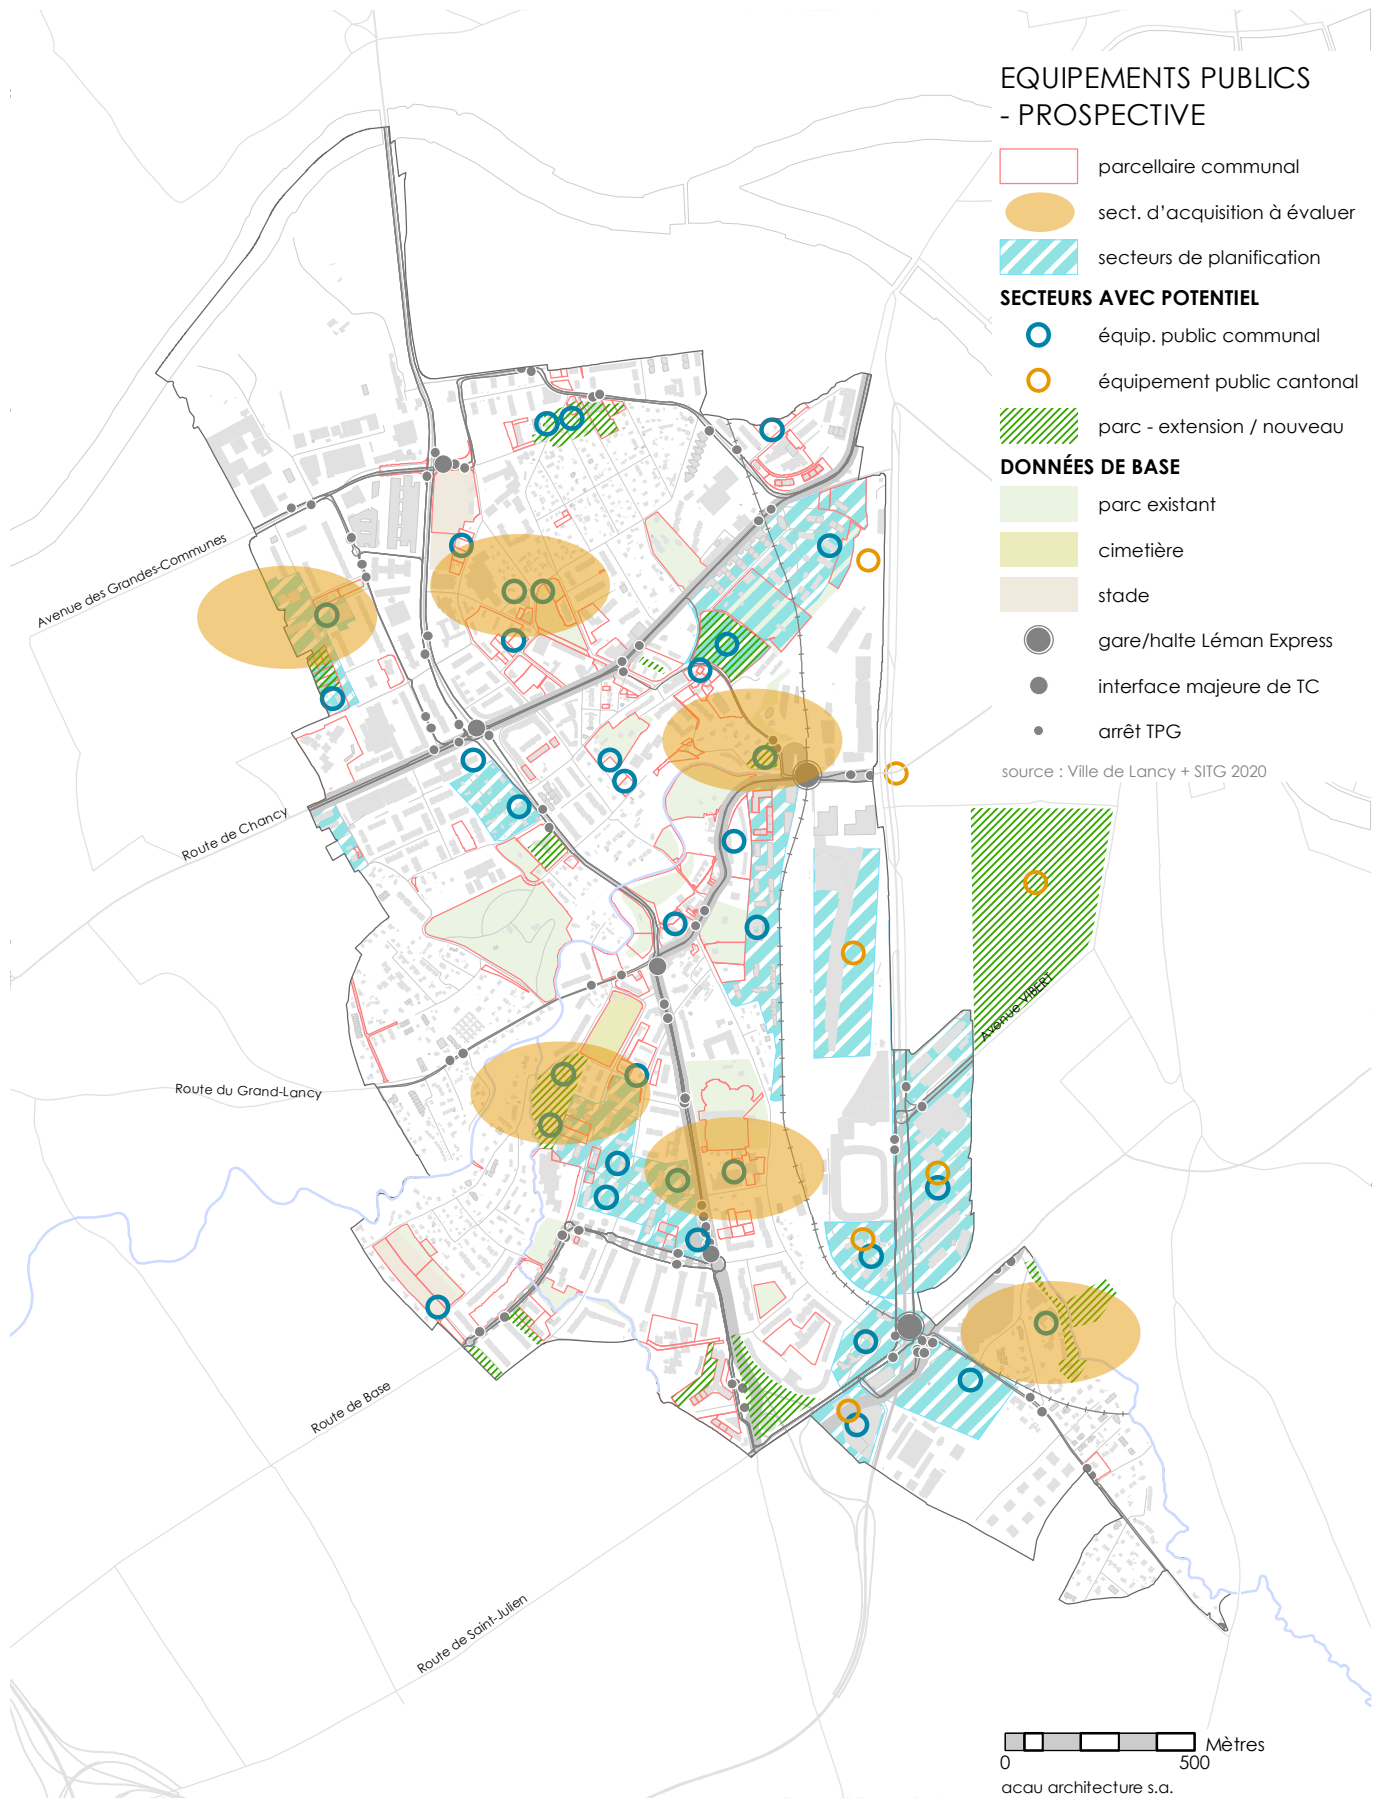 EQUIPEMENTS PUBLICS
- PROSPECTIVE
parcellaire communal
sect. d'acquisition à évaluer
secteurs de planification
SECTEURS AVEC POTENTIEL
équip. public communal
équipement public cantonal
parc - extension / nouveau
DONNÉES DE BASE
parc existant
cimetière
stade
gare/halte Léman Express
interface majeure de TC
arrêt TPG
source : Ville de Lancy + SITG 2020
Avenue des Grandes-Communes
Route de Chancy
Avenue VIBERT
Route du Grand-Lancy
Route de Base
Route de Saint-Julien
Mètres
0 500
acau architecture s.a.